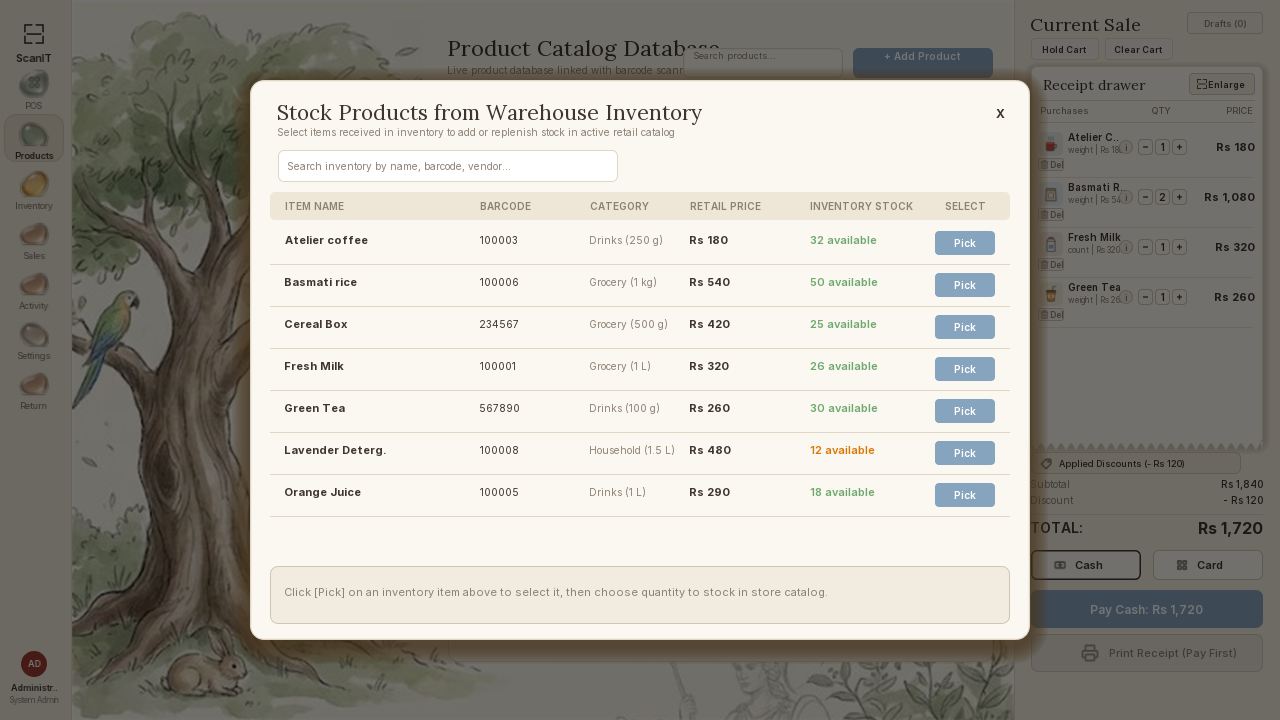 ScanIT
POS
Products
Inventory
Sales
Activity
Settings
Return
AD
Administr..
System Admin
Product Catalog Database
Live product database linked with barcode scanr
Search products...
+ Add Product
Stock Products from Warehouse Inventory
X
Select items received in inventory to add or replenish stock in active retail catalog
Search inventory by name, barcode, vendor...
ITEM NAME BARCODE CATEGORY RETAIL PRICE INVENTORY STOCK SELECT
Atelier coffee 100003 Drinks (250 g) Rs 180 32 available Pick
Basmati rice 100006 Grocery (1 kg) Rs 540 50 available Pick
Cereal Box 234567 Grocery (500 g) Rs 420 25 available Pick
Fresh Milk 100001 Grocery (1 L) Rs 320 26 available Pick
Green Tea 567890 Drinks (100 g) Rs 260 30 available Pick
Lavender Deterg. 100008 Household (1.5 L) Rs 480 12 available Pick
Orange Juice 100005 Drinks (1 L) Rs 290 18 available Pick
Click [Pick] on an inventory item above to select it, then choose quantity to stock in store catalog.
Current Sale
Drafts (0)
Hold Cart Clear Cart
Receipt drawer Enlarge
Purchases QTY PRICE
Atelier C.. − 1 + Rs 180
weight | Rs 180 i
Del
Basmati R.. − 2 + Rs 1,080
weight | Rs 54 i
Del
Fresh Milk − 1 + Rs 320
count | Rs 320 i
Del
Green Tea − 1 + Rs 260
weight | Rs 26 i
Del
Applied Discounts (- Rs 120)
Subtotal Rs 1,840
Discount - Rs 120
TOTAL: Rs 1,720
Cash Card
Pay Cash: Rs 1,720
Print Receipt (Pay First)